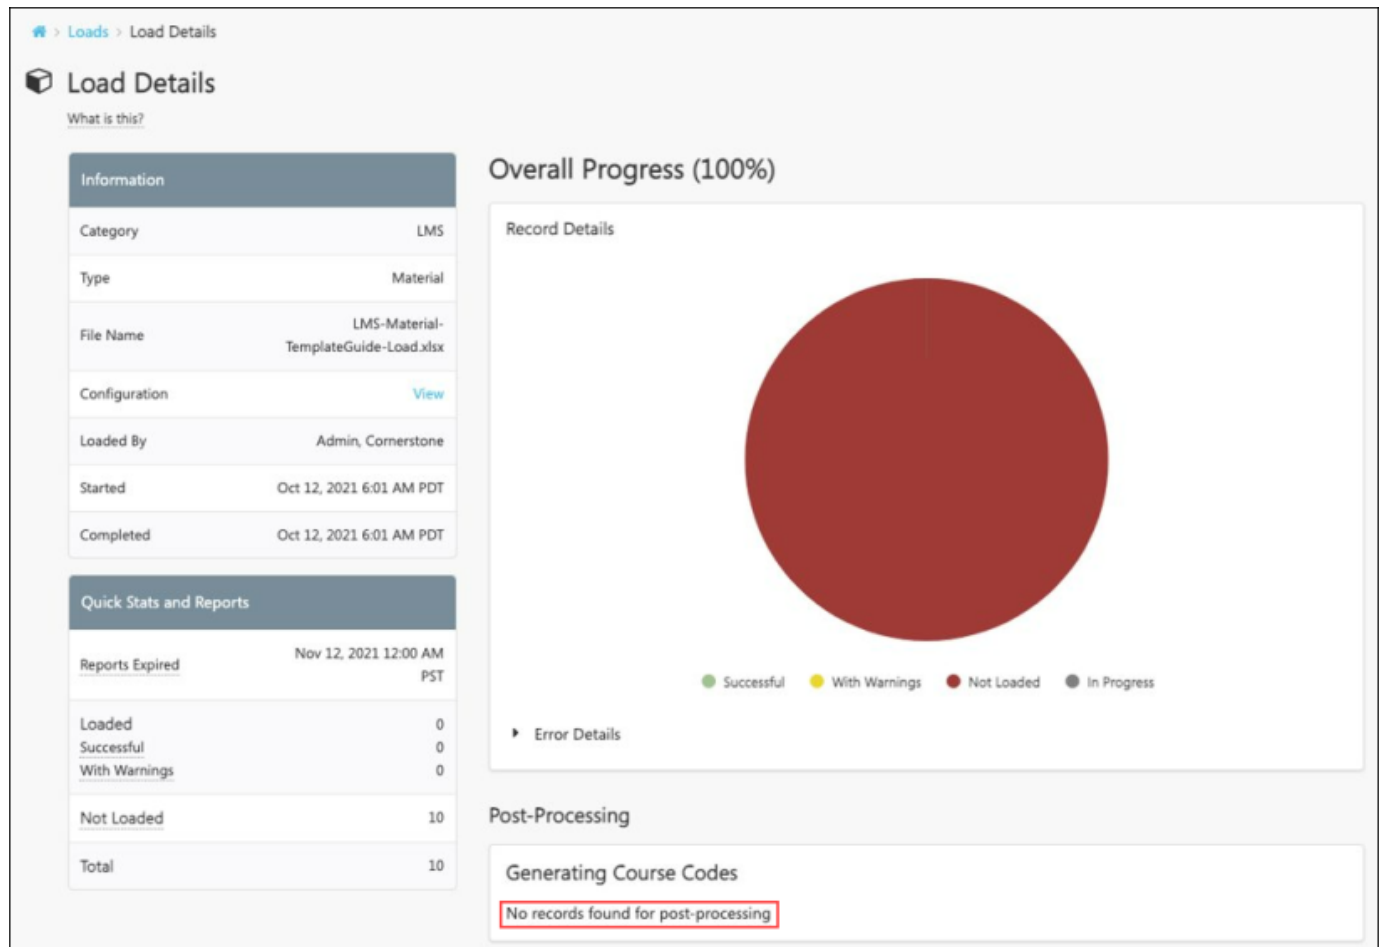 > Loads > Load Details
Load Details
What is this?
Information
Category LMS
Type Material
File Name LMS-Material-
TemplateGuide-Load.xlsx
Configuration View
Loaded By Admin, Cornerstone
Started Oct 12, 2021 6:01 AM PDT
Completed Oct 12, 2021 6:01 AM PDT
Quick Stats and Reports
Reports Expired Nov 12, 2021 12:00 AM
PST
Loaded 0
Successful 0
With Warnings 0
Not Loaded 10
Total 10
Overall Progress (100%)
Record Details
Successful With Warnings Not Loaded In Progress
Error Details
Post-Processing
Generating Course Codes
No records found for post-processing